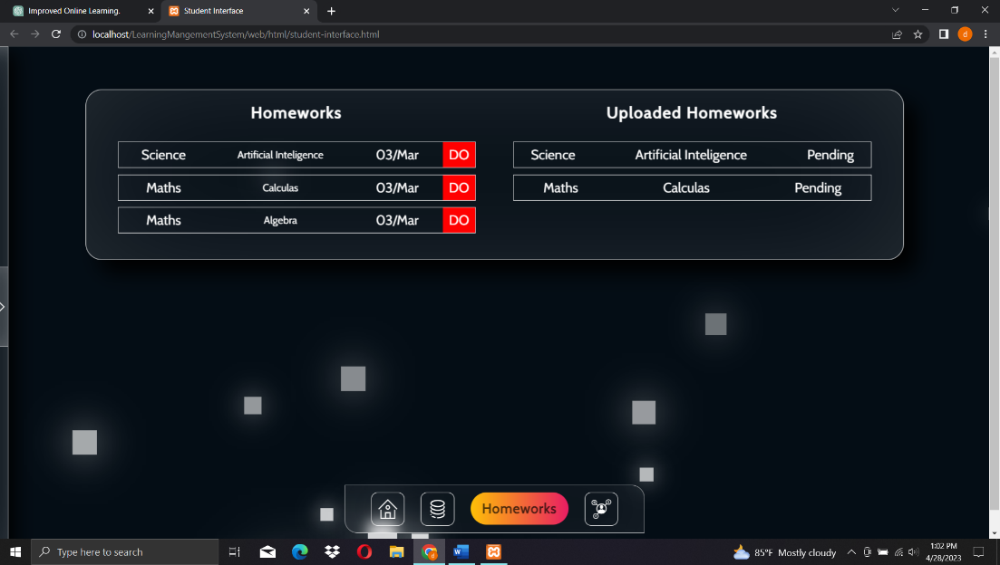 Improved Online Learning.
Student Interface
localhost/LearningMangementSystem/web/html/student-interface.html
d
Homeworks
Science Artificial Inteligence 03/Mar DO
Maths Calculas 03/Mar DO
Maths Algebra 03/Mar DO
Uploaded Homeworks
Science Artificial Inteligence Pending
Maths Calculas Pending
Homeworks
Type here to search
85°F Mostly cloudy
1:02 PM
4/28/2023